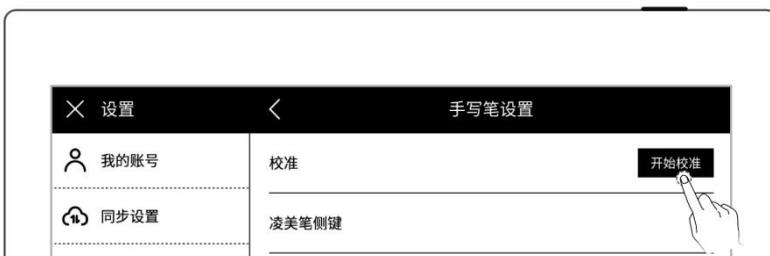 设置
手写笔设置
我的账号
校准
开始校准
同步设置
凌美笔侧键